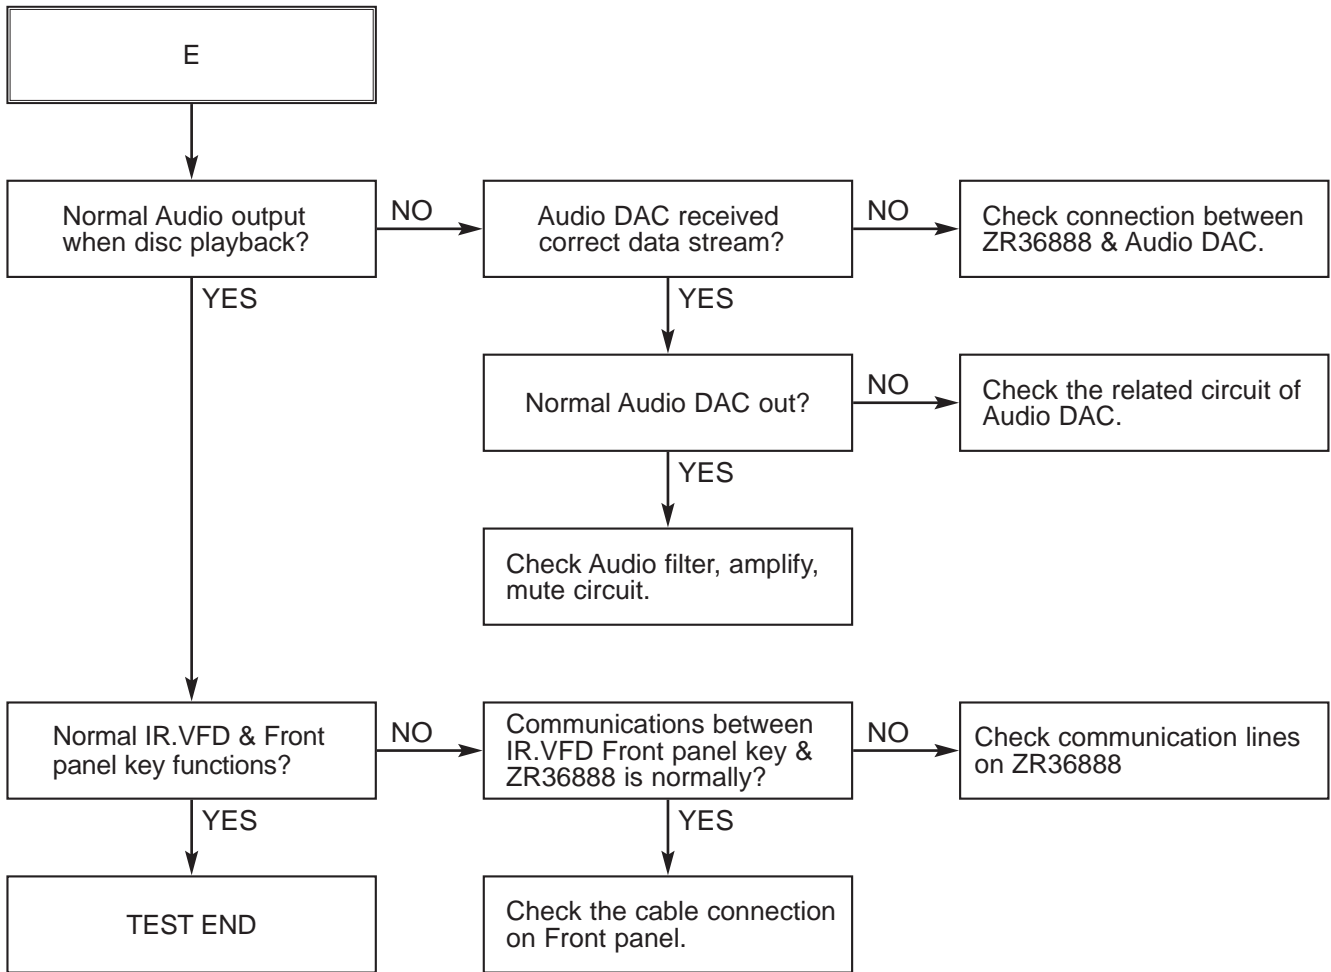 E
Normal Audio output
when disc playback?
NO
Audio DAC received
correct data stream?
NO
Check connection between
ZR36888 & Audio DAC.
YES
YES
Normal Audio DAC out?
NO
Check the related circuit of
Audio DAC.
YES
Check Audio filter, amplify,
mute circuit.
Normal IR.VFD & Front
panel key functions?
NO
Communications between
IR.VFD Front panel key &
ZR36888 is normally?
NO
Check communication lines
on ZR36888
YES
YES
TEST END
Check the cable connection
on Front panel.